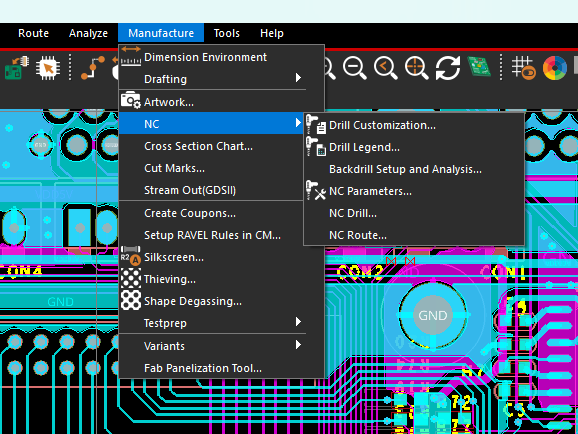 Route Analyze Manufacture Tools Help
Dimension Environment
Drafting
Artwork...
NC
Cross Section Chart...
Cut Marks...
Stream Out(GDSII)
Create Coupons...
Setup RAVEL Rules in CM...
Silkscreen...
Thieving...
Shape Degassing...
Testprep
Variants
Fab Panelization Tool...
Drill Customization...
Drill Legend...
Backdrill Setup and Analysis...
NC Parameters...
NC Drill...
NC Route...
CON4
CON2
CON1
GND
GND